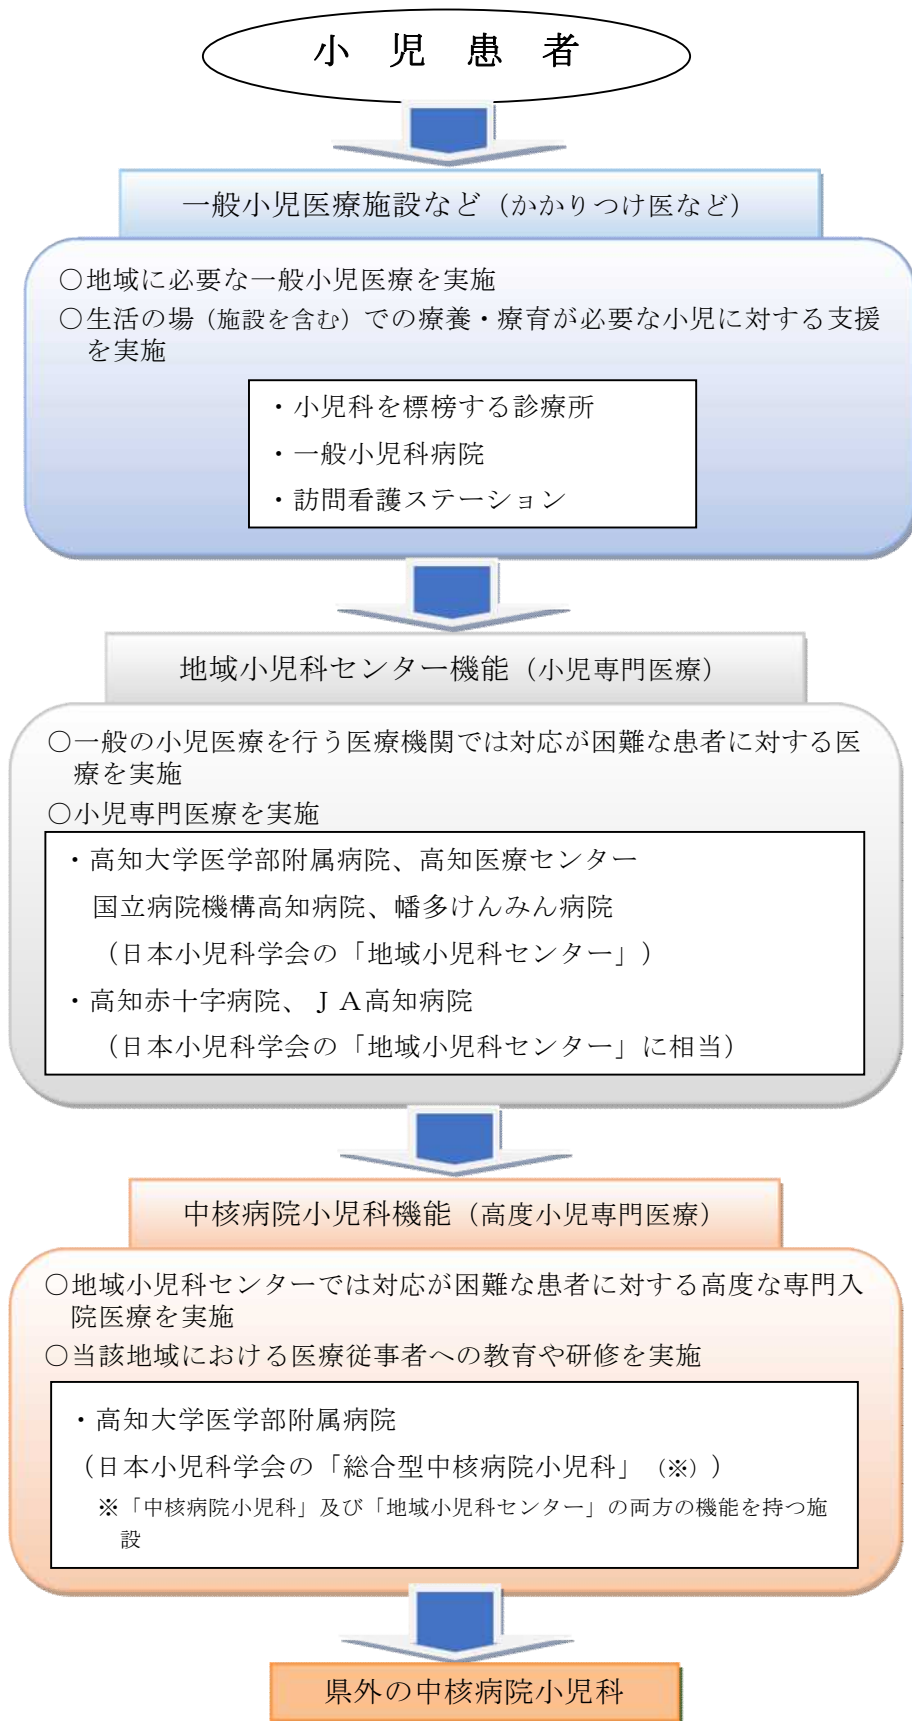 小児患者
一般小児医療施設など（かかりつけ医など）
○地域に必要な一般小児医療を実施
○生活の場（施設を含む）での療養・療育が必要な小児に対する支援
を実施
・小児科を標榜する診療所
・一般小児科病院
・訪問看護ステーション
地域小児科センター機能（小児専門医療）
○一般の小児医療を行う医療機関では対応が困難な患者に対する医
療を実施
○小児専門医療を実施
・高知大学医学部附属病院、高知医療センター
国立病院機構高知病院、幡多けんみん病院
（日本小児科学会の「地域小児科センター」）
・高知赤十字病院、ＪＡ高知病院
（日本小児科学会の「地域小児科センター」に相当）
中核病院小児科機能（高度小児専門医療）
○地域小児科センターでは対応が困難な患者に対する高度な専門入
院医療を実施
○当該地域における医療従事者への教育や研修を実施
・高知大学医学部附属病院
（日本小児科学会の「総合型中核病院小児科」（※））
※「中核病院小児科」及び「地域小児科センター」の両方の機能を持つ施
設
県外の中核病院小児科